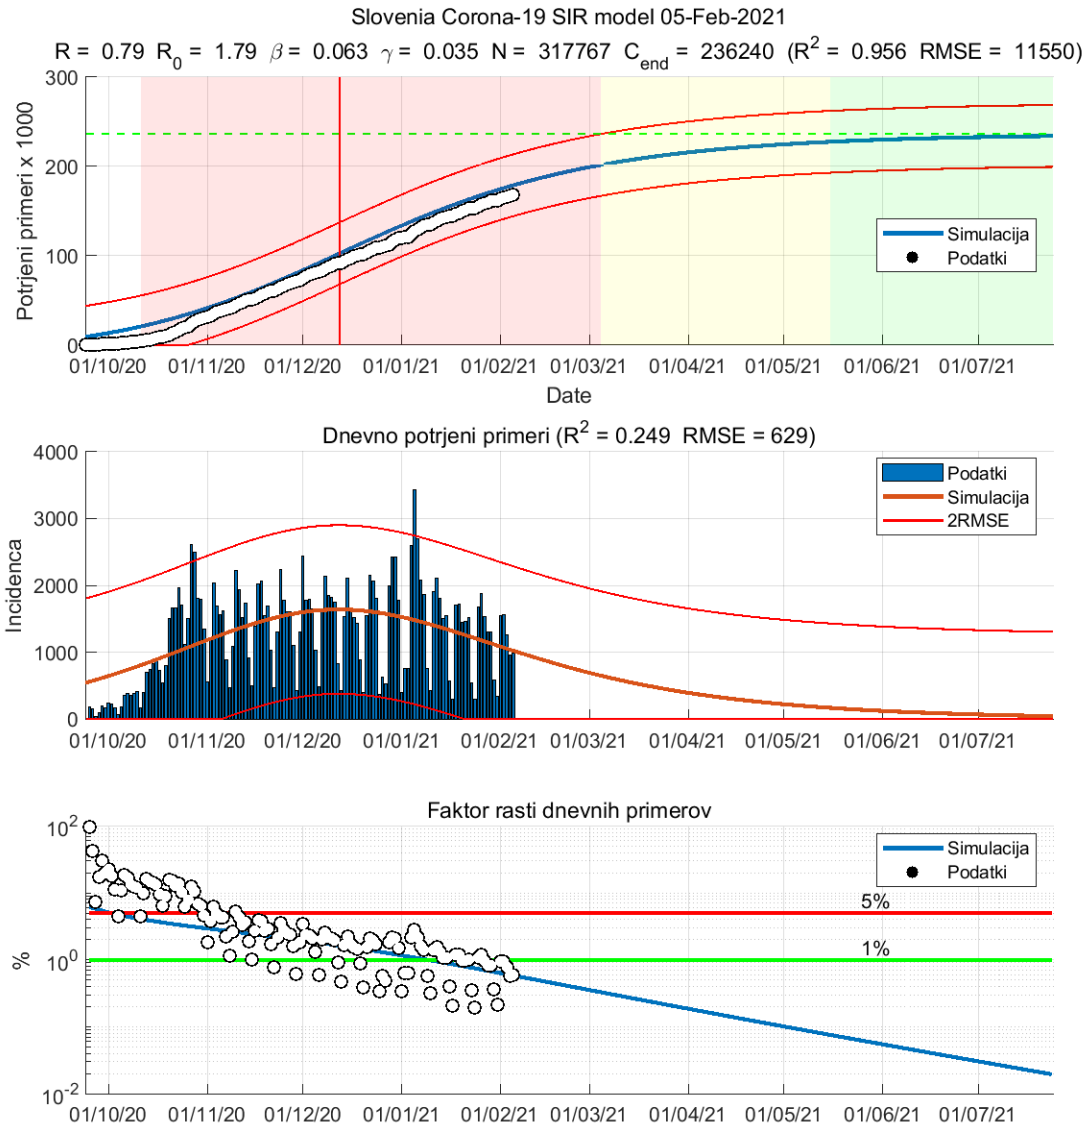 Slovenia Corona-19 SIR model 05-Feb-2021
R = 0.79 R0 = 1.79 β = 0.063 γ = 0.035 N = 317767 Cend = 236240 (R2 = 0.956 RMSE = 11550)
300
200
100
0
Potrjeni primeri x 1000
Simulacija
Podatki
01/10/20 01/11/20 01/12/20 01/01/21 01/02/21 01/03/21 01/04/21 01/05/21 01/06/21 01/07/21
Date
Dnevno potrjeni primeri (R2 = 0.249 RMSE = 629)
4000
3000
2000
1000
0
Incidenca
Podatki
Simulacija
2RMSE
01/10/20 01/11/20 01/12/20 01/01/21 01/02/21 01/03/21 01/04/21 01/05/21 01/06/21 01/07/21
Faktor rasti dnevnih primerov
10^2
10^0
10^-2
%
Simulacija
Podatki
5%
1%
01/10/20 01/11/20 01/12/20 01/01/21 01/02/21 01/03/21 01/04/21 01/05/21 01/06/21 01/07/21